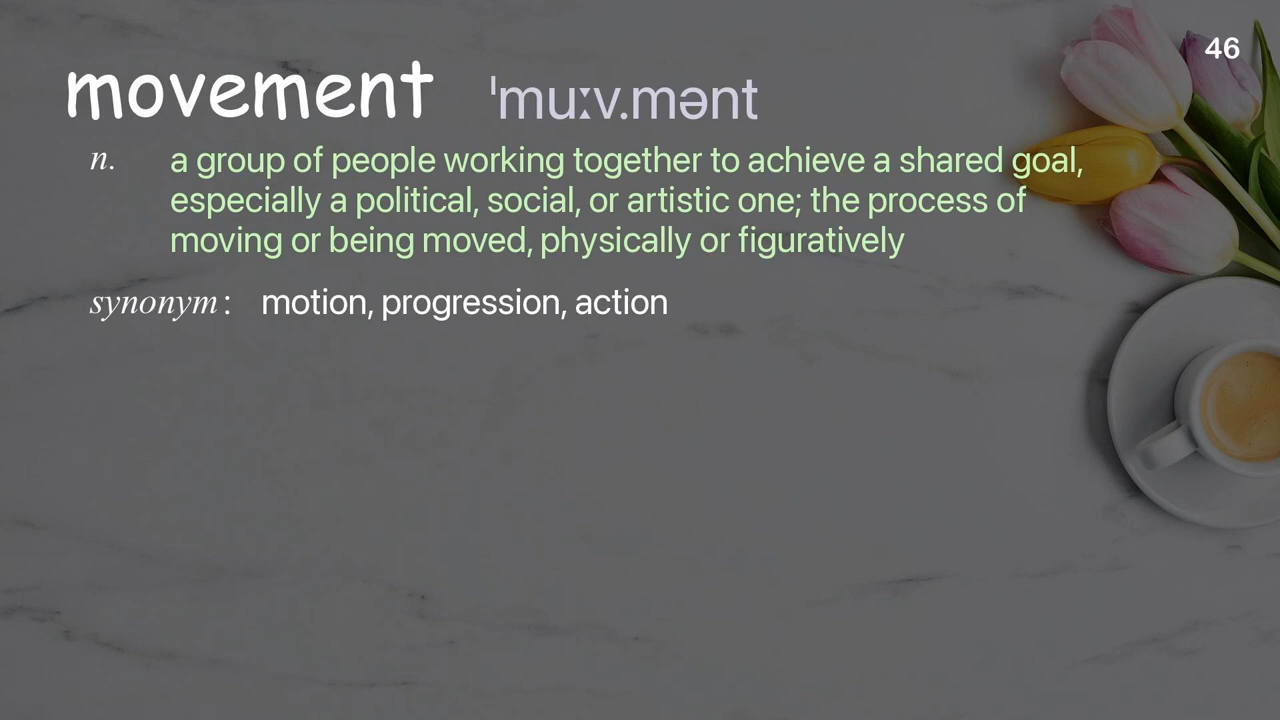 46
movement ˈmuːv.mənt
n. a group of people working together to achieve a shared goal,
especially a political, social, or artistic one; the process of
moving or being moved, physically or figuratively
synonym: motion, progression, action